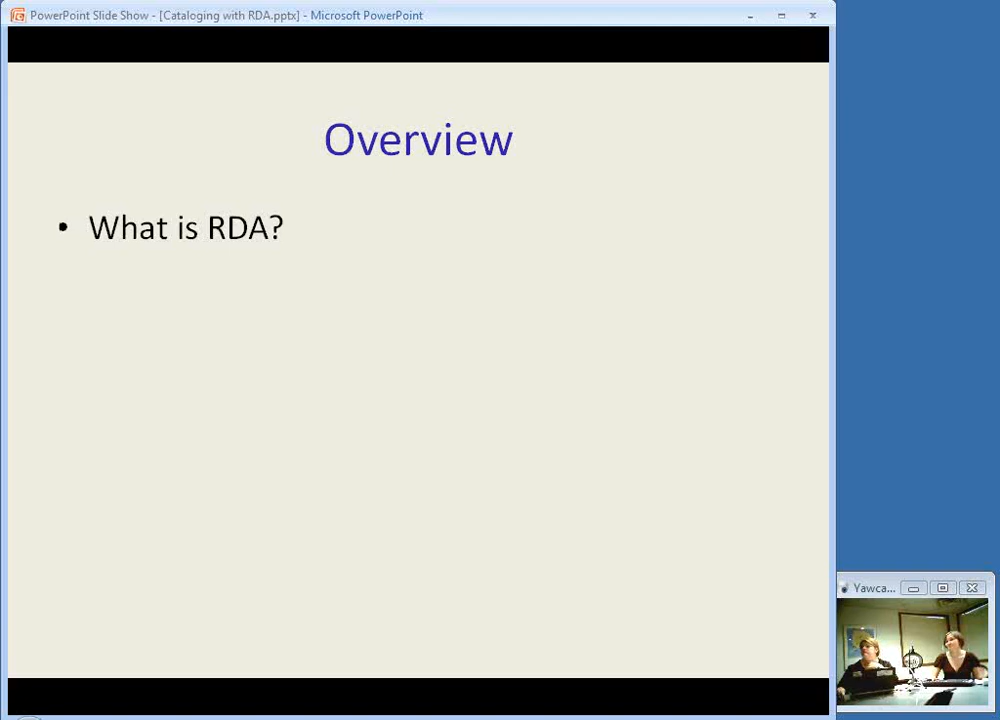 PowerPoint Slide Show - [Cataloging with RDA.pptx] - Microsoft PowerPoint
Overview
• What is RDA?
Yawca...